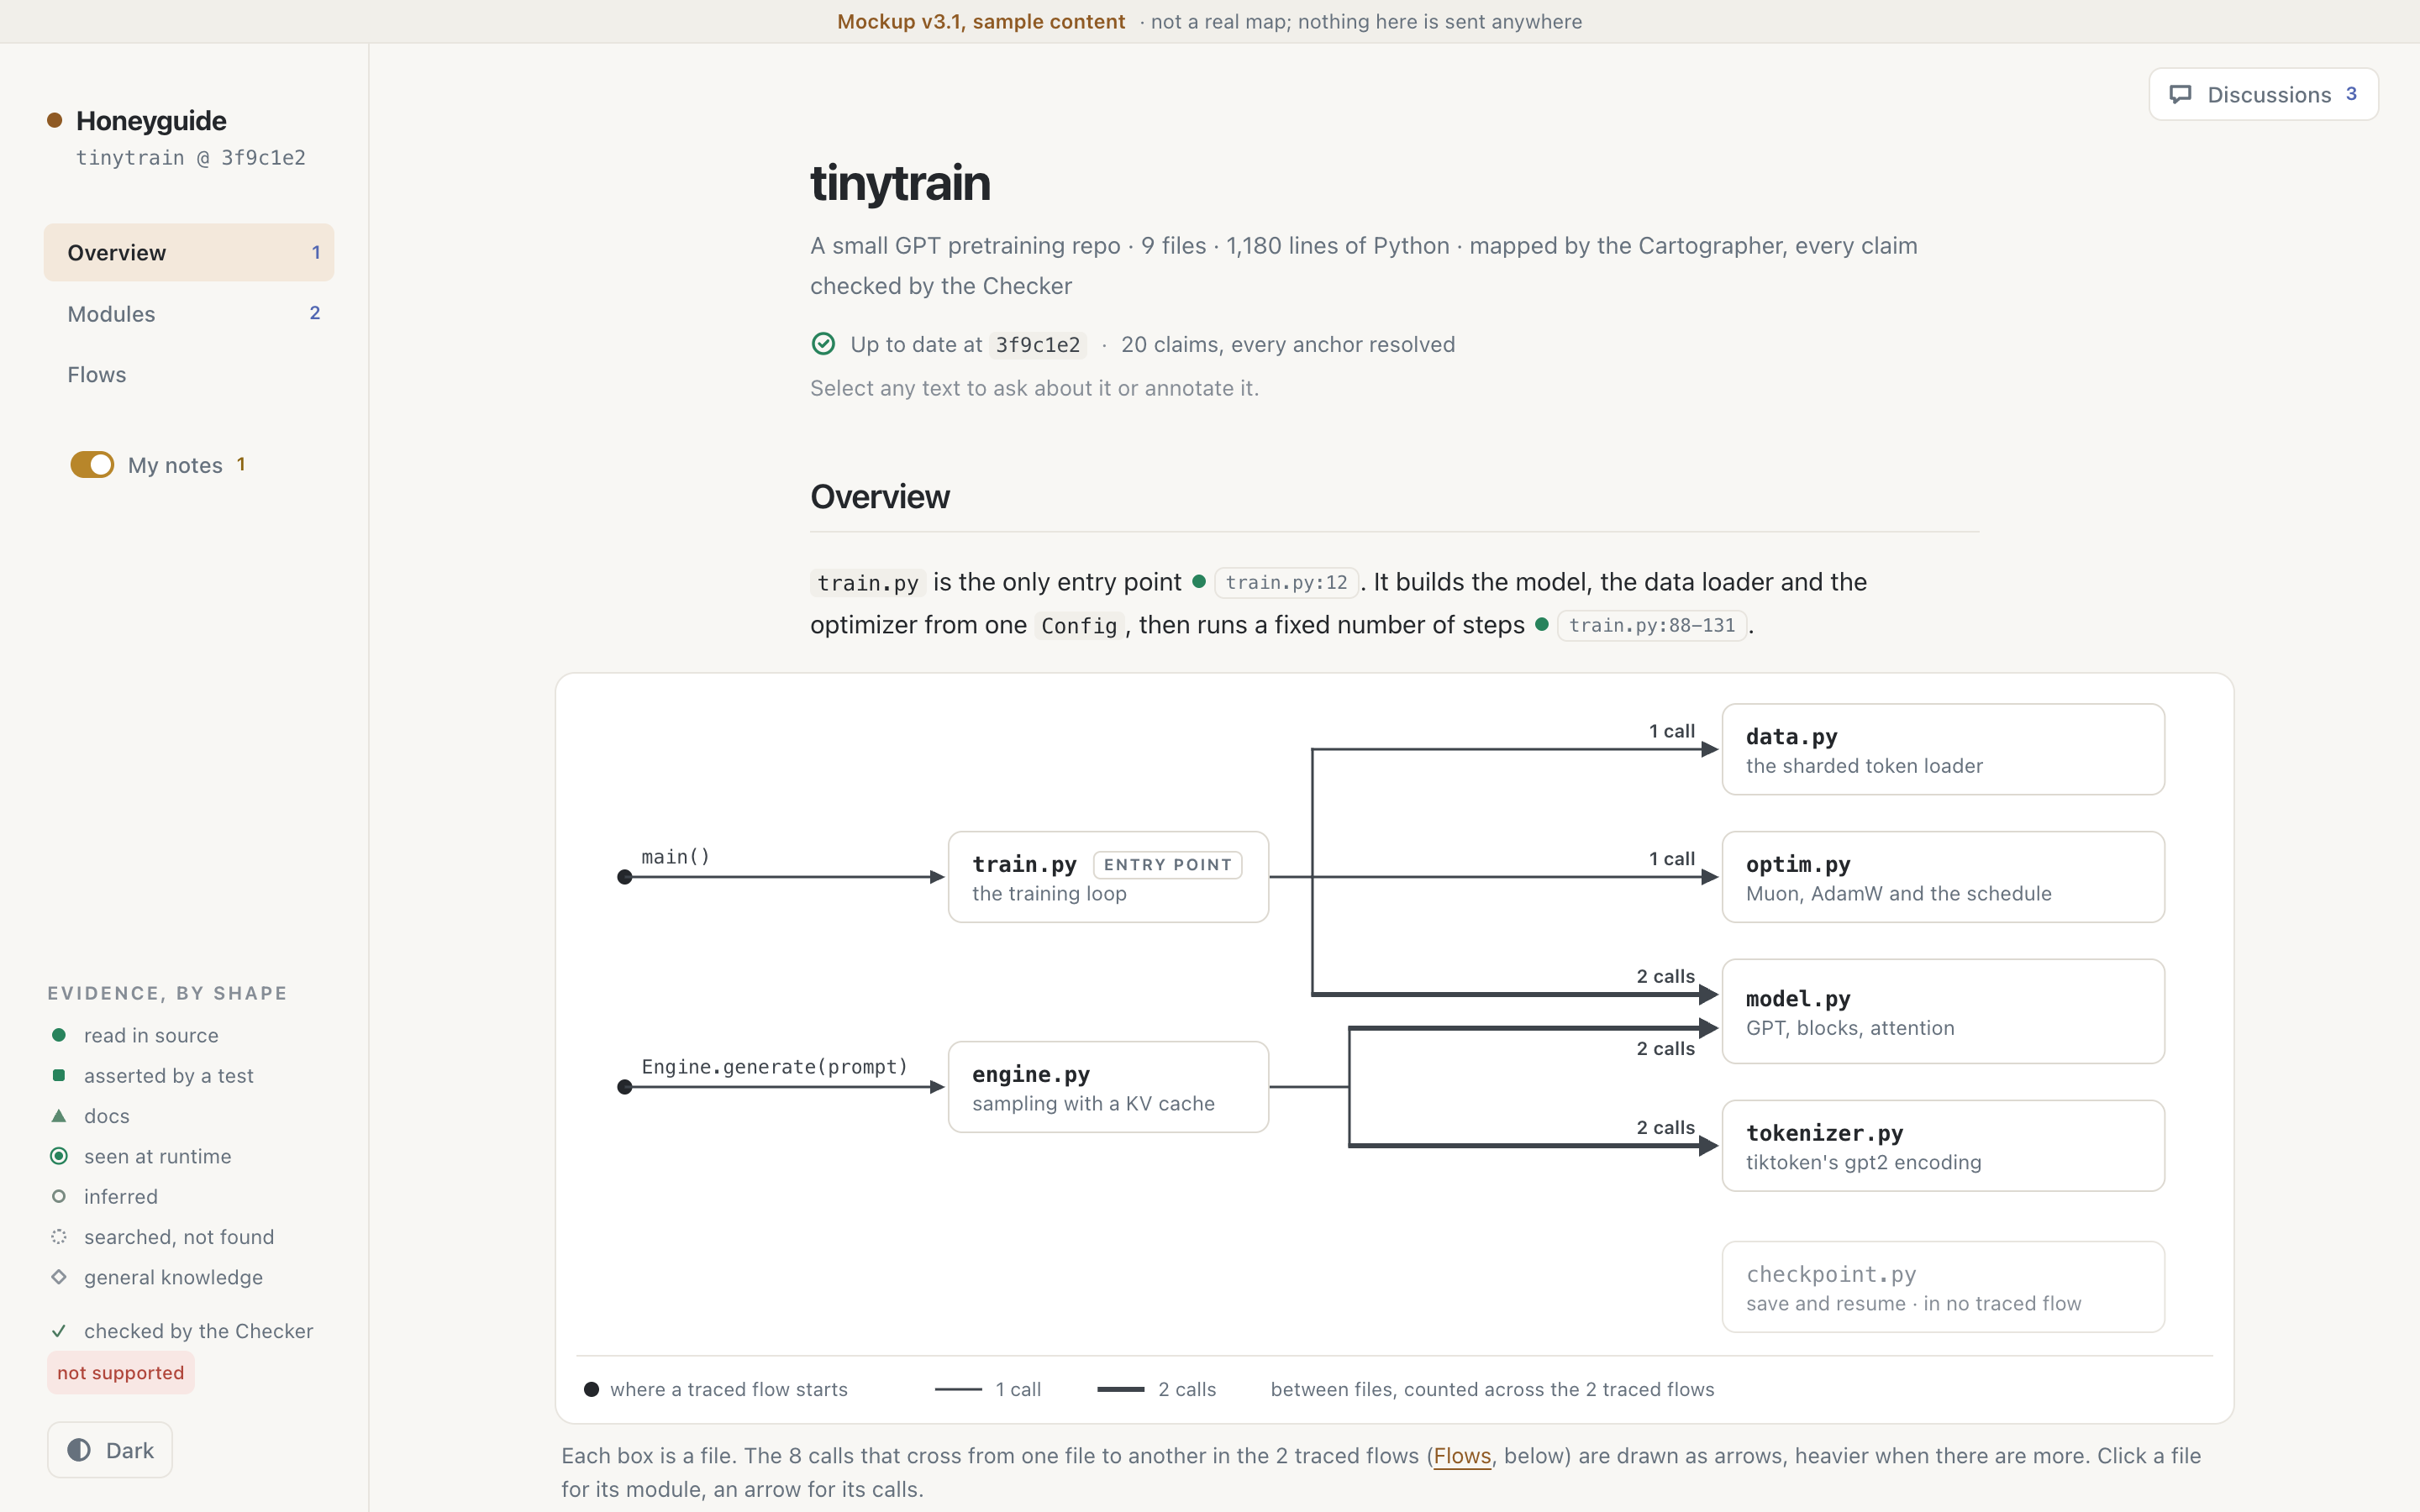 Mockup v3.1, sample content · not a real map; nothing here is sent anywhere
Honeyguide
tinytrain @ 3f9c1e2
Overview 1
Modules 2
Flows
My notes 1
EVIDENCE, BY SHAPE
read in source
asserted by a test
docs
seen at runtime
inferred
searched, not found
general knowledge
checked by the Checker
not supported
Dark
Discussions 3
tinytrain
A small GPT pretraining repo · 9 files · 1,180 lines of Python · mapped by the Cartographer, every claim
checked by the Checker
Up to date at 3f9c1e2 · 20 claims, every anchor resolved
Select any text to ask about it or annotate it.
Overview
train.py is the only entry point train.py:12. It builds the model, the data loader and the
optimizer from one Config, then runs a fixed number of steps train.py:88–131.
main()
train.py ENTRY POINT
the training loop
Engine.generate(prompt)
engine.py
sampling with a KV cache
1 call
data.py
the sharded token loader
1 call
optim.py
Muon, AdamW and the schedule
2 calls
model.py
GPT, blocks, attention
2 calls
2 calls
tokenizer.py
tiktoken's gpt2 encoding
checkpoint.py
save and resume · in no traced flow
where a traced flow starts 1 call 2 calls between files, counted across the 2 traced flows
Each box is a file. The 8 calls that cross from one file to another in the 2 traced flows (Flows, below) are drawn as arrows, heavier when there are more. Click a file
for its module, an arrow for its calls.